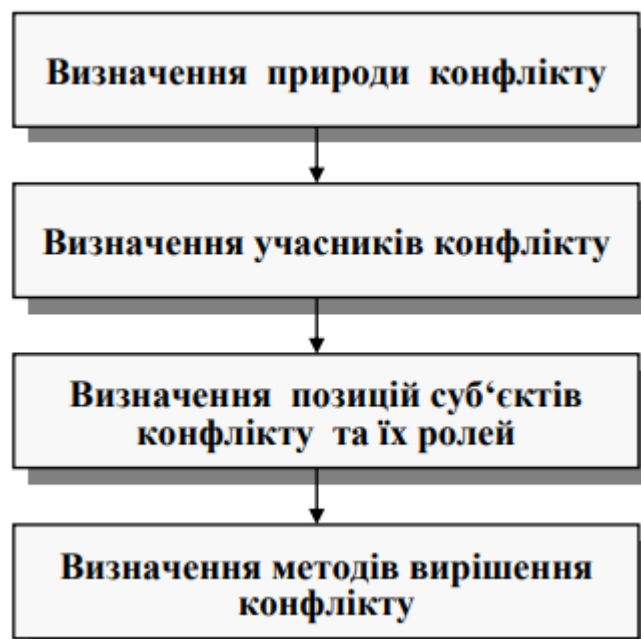 Визначення природи конфлікту
Визначення учасників конфлікту
Визначення позицій суб‘єктів
конфлікту та їх ролей
Визначення методів вирішення
конфлікту